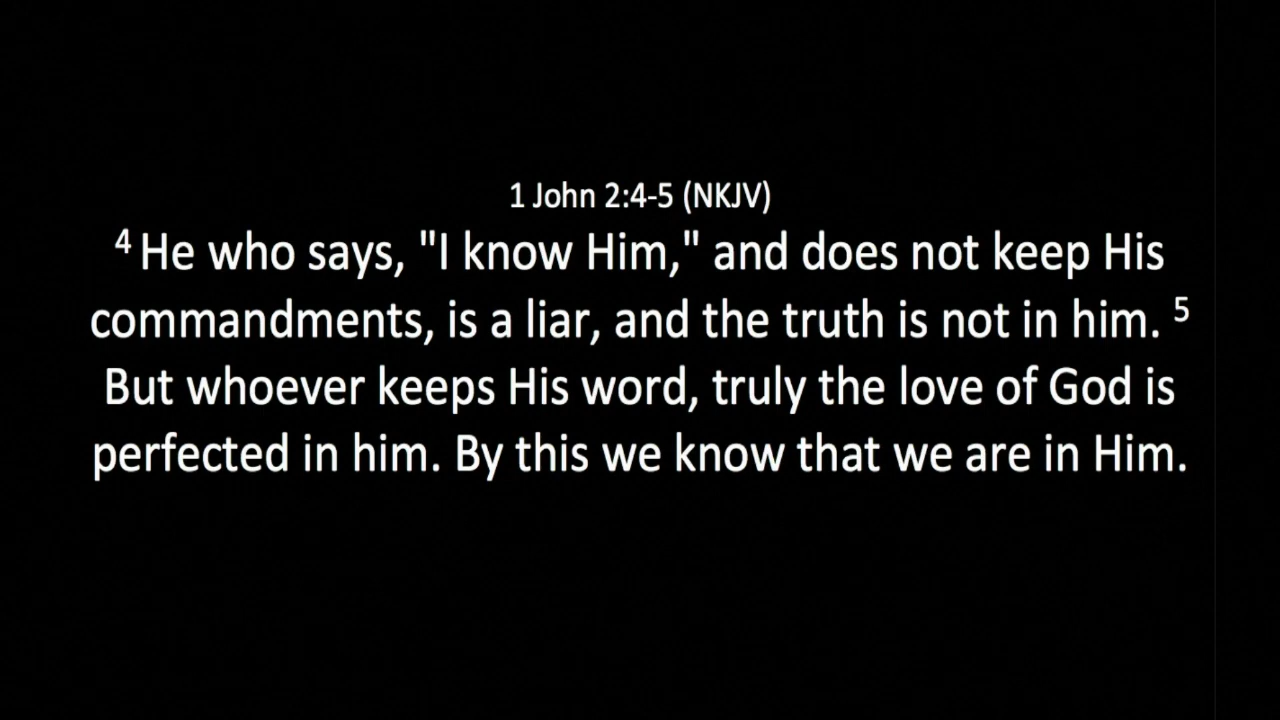 1 John 2:4-5 (NKJV)
4 He who says, "I know Him," and does not keep His
commandments, is a liar, and the truth is not in him. 5
But whoever keeps His word, truly the love of God is
perfected in him. By this we know that we are in Him.